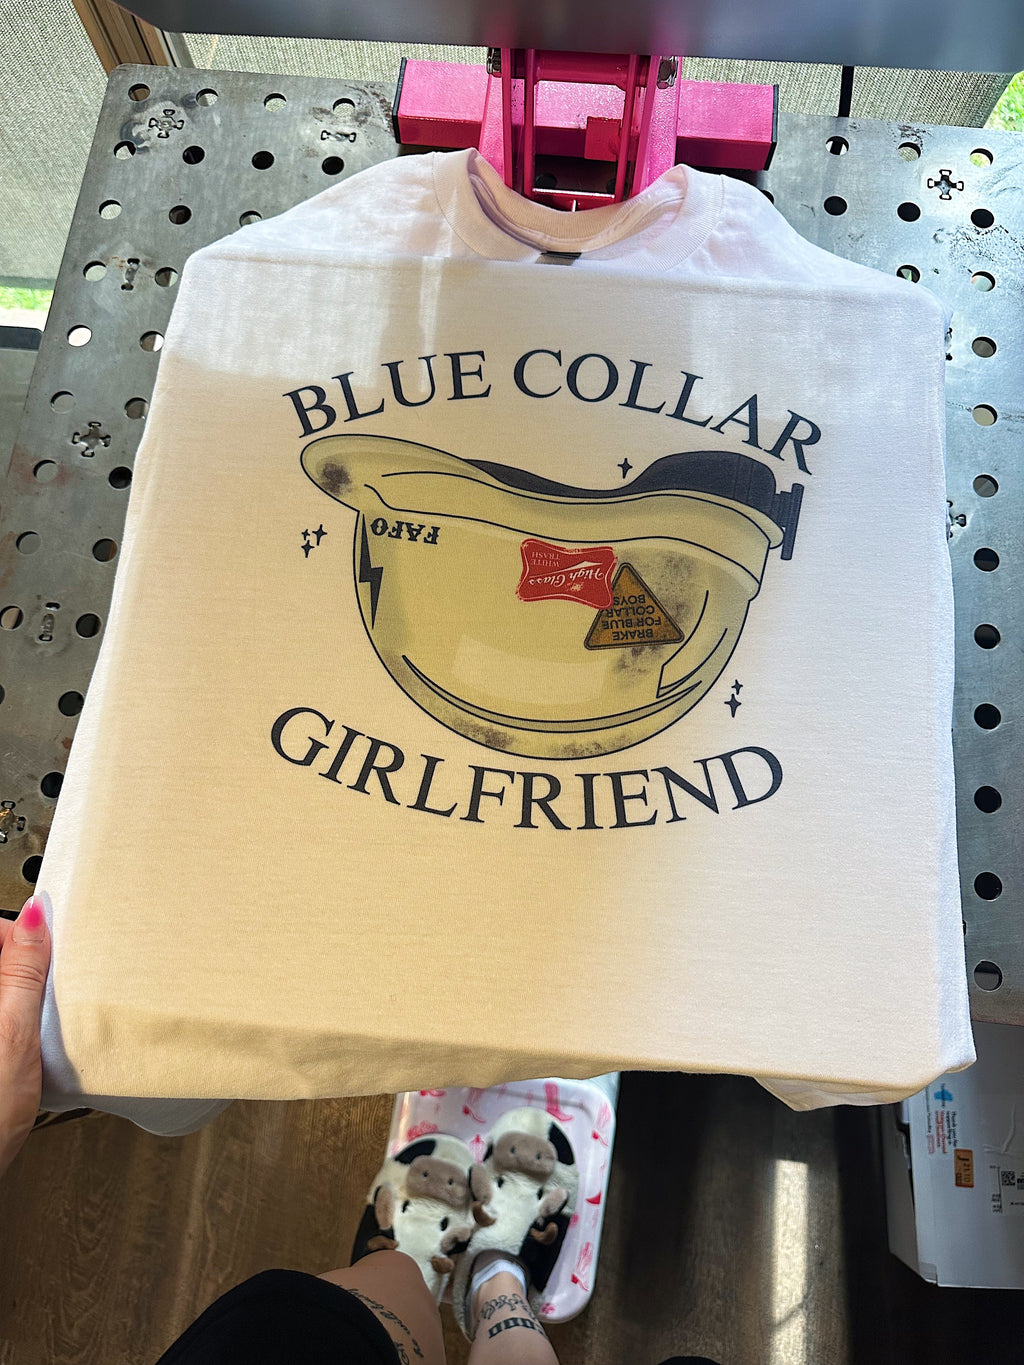 BLUE COLLAR
FAFO
High Class
WHITE
TRASH
BRAKE
FOR BLUE
COLLAR
BOYS
GIRLFRIEND